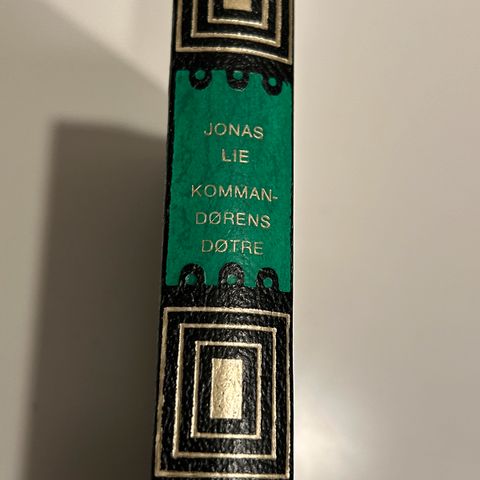 JONAS
LIE
KOMMAN-
DØRENS
DØTRE